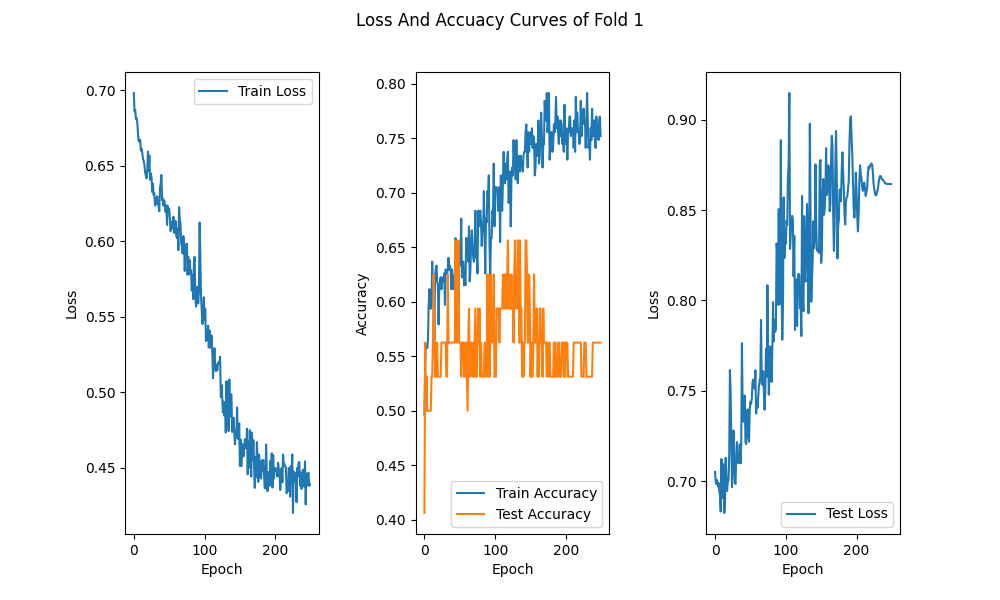 Loss And Accuacy Curves of Fold 1
Loss
0.70
0.65
0.60
0.55
0.50
0.45
Train Loss
0
100
200
Epoch
Accuracy
0.80
0.75
0.70
0.65
0.60
0.55
0.50
0.45
0.40
Train Accuracy
Test Accuracy
0
100
200
Epoch
Loss
0.90
0.85
0.80
0.75
0.70
Test Loss
0
100
200
Epoch